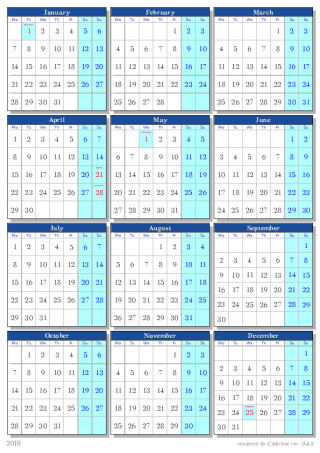 January
Mo Tu We Th Fr Sa Su
1 2 3 4 5 6
7 8 9 10 11 12 13
14 15 16 17 18 19 20
21 22 23 24 25 26 27
28 29 30 31
February
Mo Tu We Th Fr Sa Su
1 2 3
4 5 6 7 8 9 10
11 12 13 14 15 16 17
18 19 20 21 22 23 24
25 26 27 28
March
Mo Tu We Th Fr Sa Su
1 2 3
4 5 6 7 8 9 10
11 12 13 14 15 16 17
18 19 20 21 22 23 24
25 26 27 28 29 30 31
April
Mo Tu We Th Fr Sa Su
1 2 3 4 5 6 7
8 9 10 11 12 13 14
15 16 17 18 19 20 21
22 23 24 25 26 27 28
29 30
May
Mo Tu We Th Fr Sa Su
1 2 3 4 5
6 7 8 9 10 11 12
13 14 15 16 17 18 19
20 21 22 23 24 25 26
27 28 29 30 31
June
Mo Tu We Th Fr Sa Su
1 2
3 4 5 6 7 8 9
10 11 12 13 14 15 16
17 18 19 20 21 22 23
24 25 26 27 28 29 30
July
Mo Tu We Th Fr Sa Su
1 2 3 4 5 6 7
8 9 10 11 12 13 14
15 16 17 18 19 20 21
22 23 24 25 26 27 28
29 30 31
August
Mo Tu We Th Fr Sa Su
1 2 3 4
5 6 7 8 9 10 11
12 13 14 15 16 17 18
19 20 21 22 23 24 25
26 27 28 29 30 31
September
Mo Tu We Th Fr Sa Su
1
2 3 4 5 6 7 8
9 10 11 12 13 14 15
16 17 18 19 20 21 22
23 24 25 26 27 28 29
30
October
Mo Tu We Th Fr Sa Su
1 2 3 4 5 6
7 8 9 10 11 12 13
14 15 16 17 18 19 20
21 22 23 24 25 26 27
28 29 30 31
November
Mo Tu We Th Fr Sa Su
1 2 3
4 5 6 7 8 9 10
11 12 13 14 15 16 17
18 19 20 21 22 23 24
25 26 27 28 29 30
December
Mo Tu We Th Fr Sa Su
1
2 3 4 5 6 7 8
9 10 11 12 13 14 15
16 17 18 19 20 21 22
23 24 25 26 27 28 29
30 31
2019
rendered by ver. 0.4.3